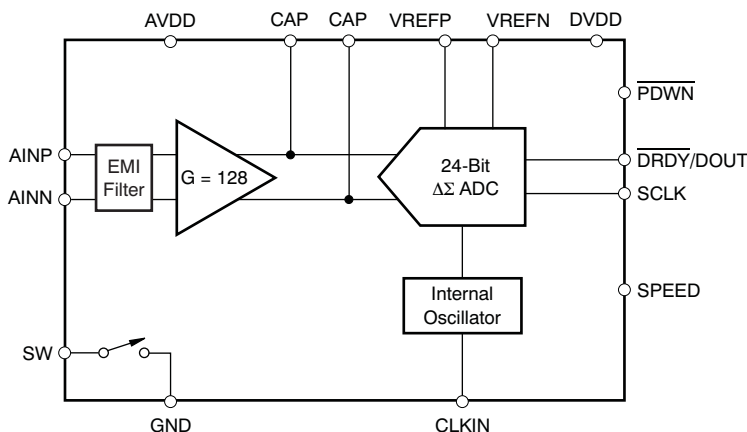 AVDD CAP CAP VREFP VREFN DVDD
PDWN
AINP
AINN
EMI
Filter
G = 128
24-Bit
ΔΣ ADC
DRDY/DOUT
SCLK
Internal
Oscillator
SPEED
SW
GND
CLKIN